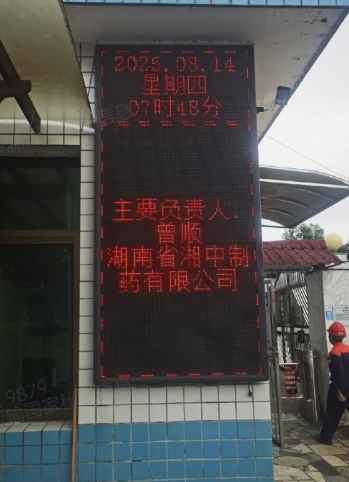 2025.08.14
星期四
07时48分
主要负责人:
曾顺
湖南省湘中制
药有限公司